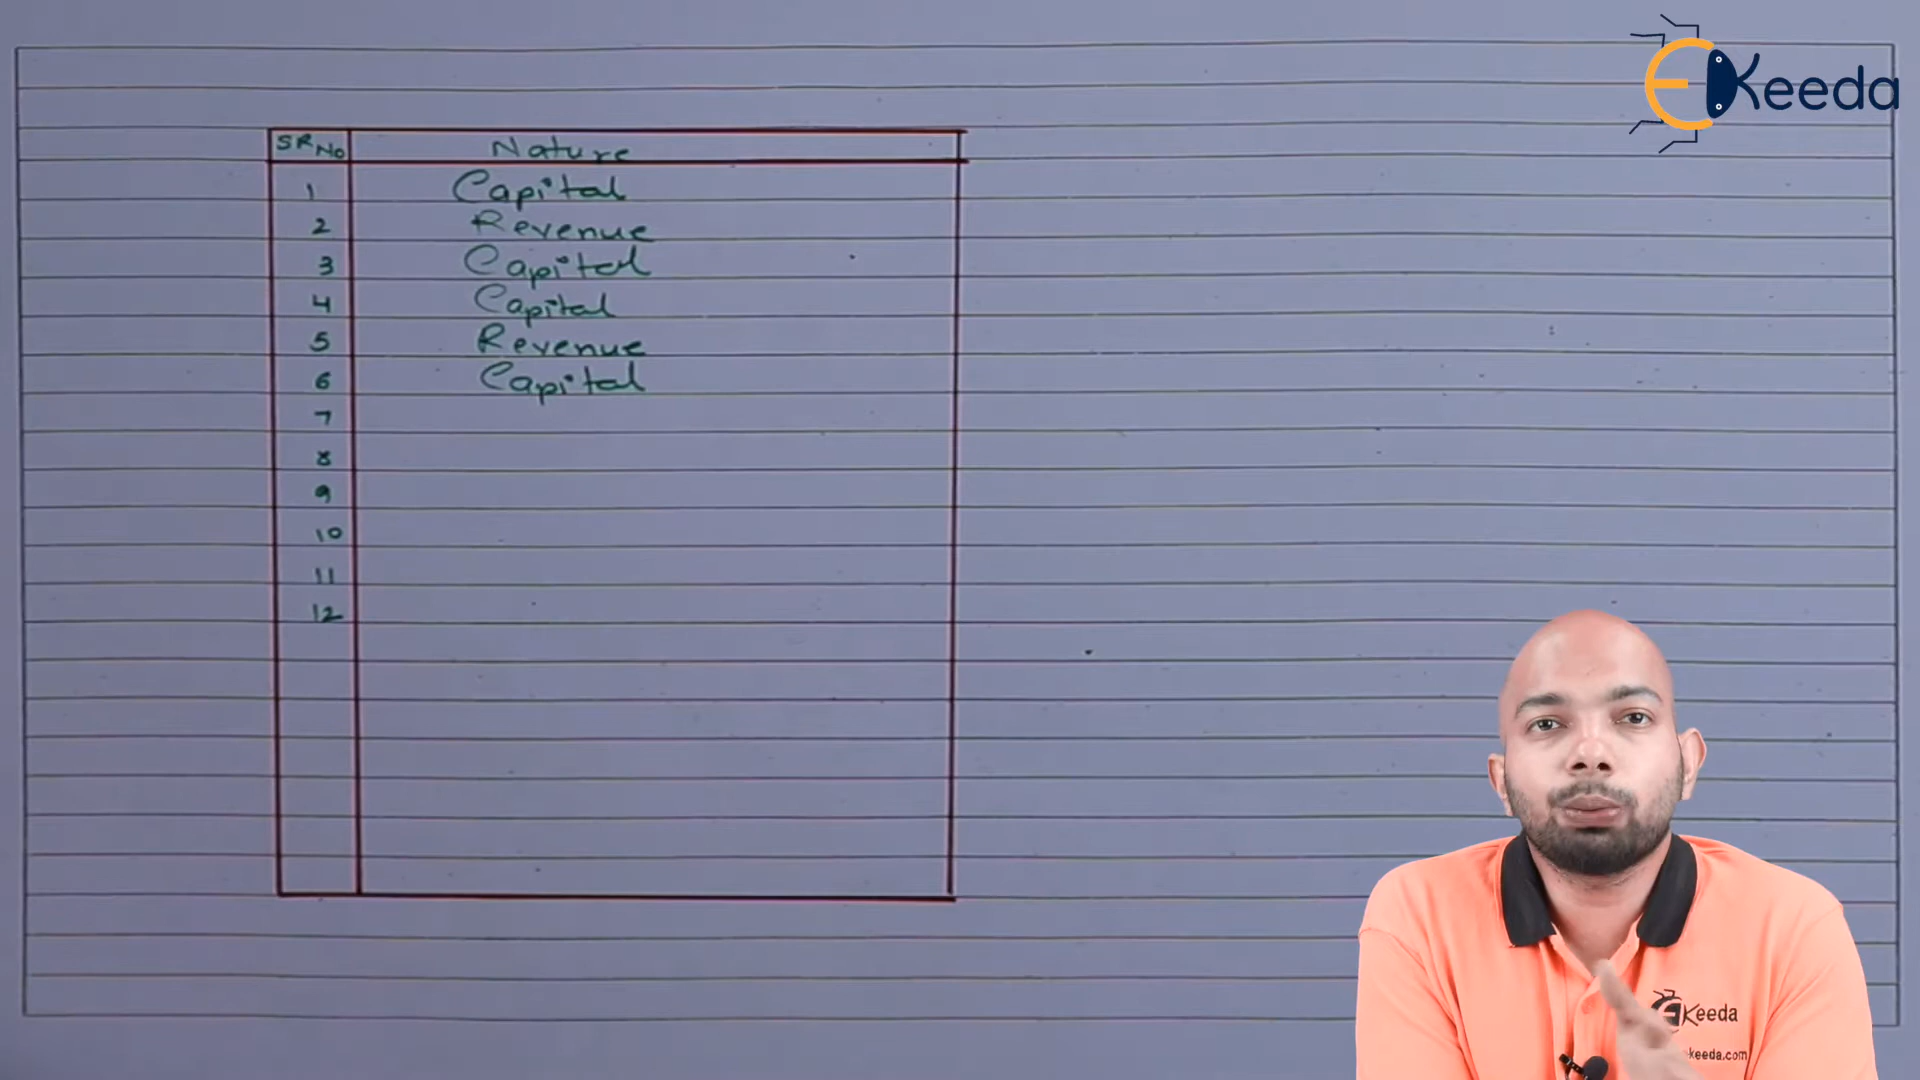 EKeeda
SR No Nature
1 Capital
2 Revenue
3 Capital
4 Capital
5 Revenue
6 Capital
7
8
9
10
11
12
EKeeda
keeda.com